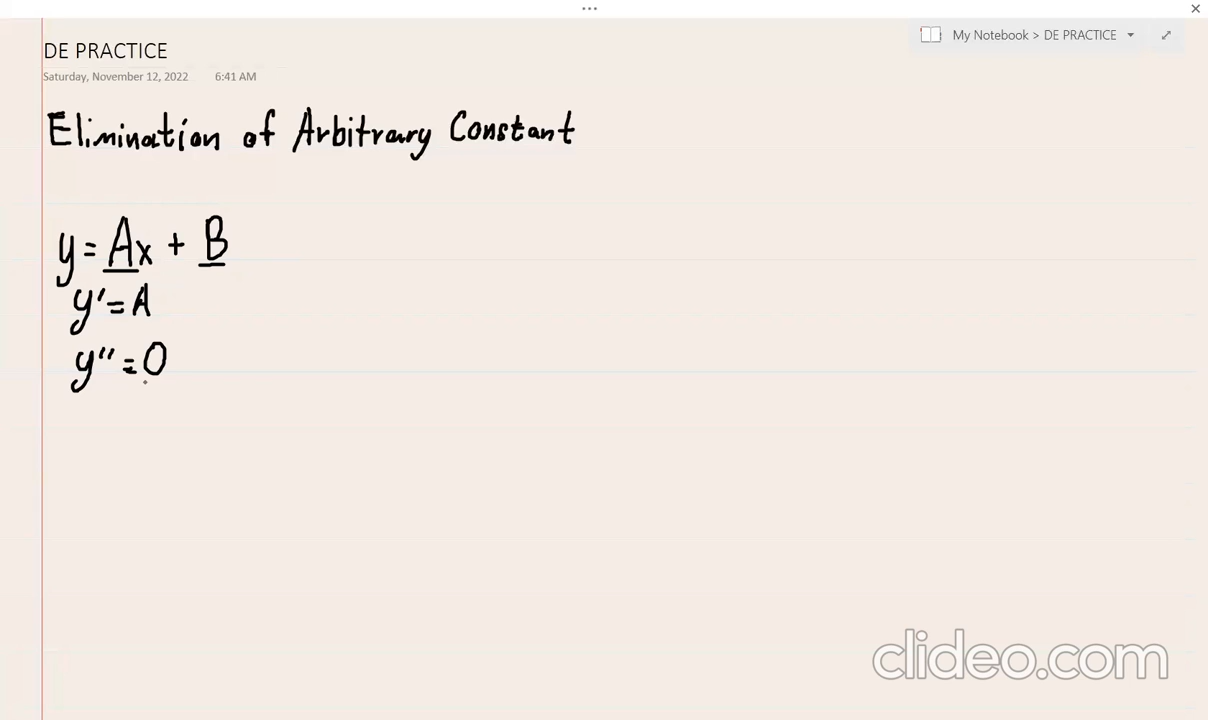 My Notebook > DE PRACTICE
DE PRACTICE
Saturday, November 12, 2022 6:41 AM
Elimination of Arbitrary Constant
y = Ax + B
y' = A
y'' = 0
clideo.com